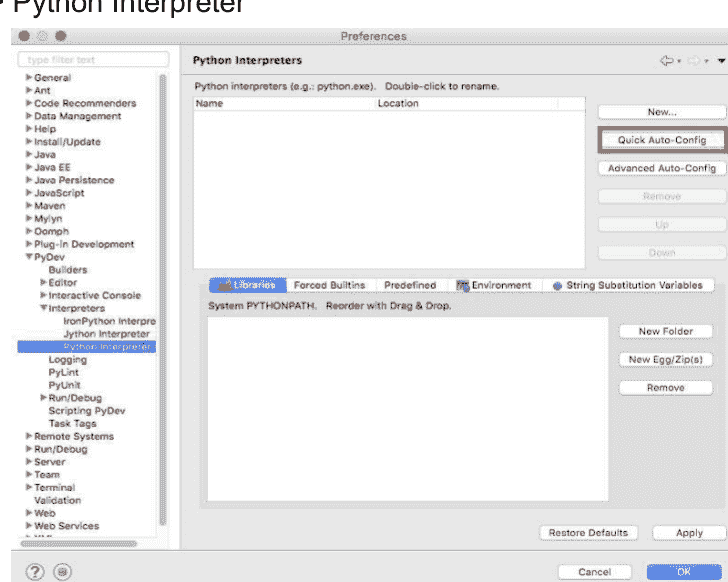 • Python Interpreter
Preferences
type filter text
General
Ant
Code Recommenders
Data Management
Help
Install/Update
Java
Java EE
Java Persistence
JavaScript
Maven
Mylyn
Oomph
Plug-in Development
PyDev
Builders
Editor
Interactive Console
Interpreters
IronPython Interpre
Jython Interpreter
Python Interpreter
Logging
PyLint
PyUnit
Run/Debug
Scripting PyDev
Task Tags
Remote Systems
Run/Debug
Server
Team
Terminal
Validation
Web
Web Services
Python Interpreters
Python interpreters (e.g.: python.exe).   Double-click to rename.
Name Location
New...
Quick Auto-Config
Advanced Auto-Config
Remove
Up
Down
Libraries Forced Builtins Predefined Environment String Substitution Variables
System PYTHONPATH.   Reorder with Drag & Drop.
New Folder
New Egg/Zip(s)
Remove
Restore Defaults Apply
? Cancel OK